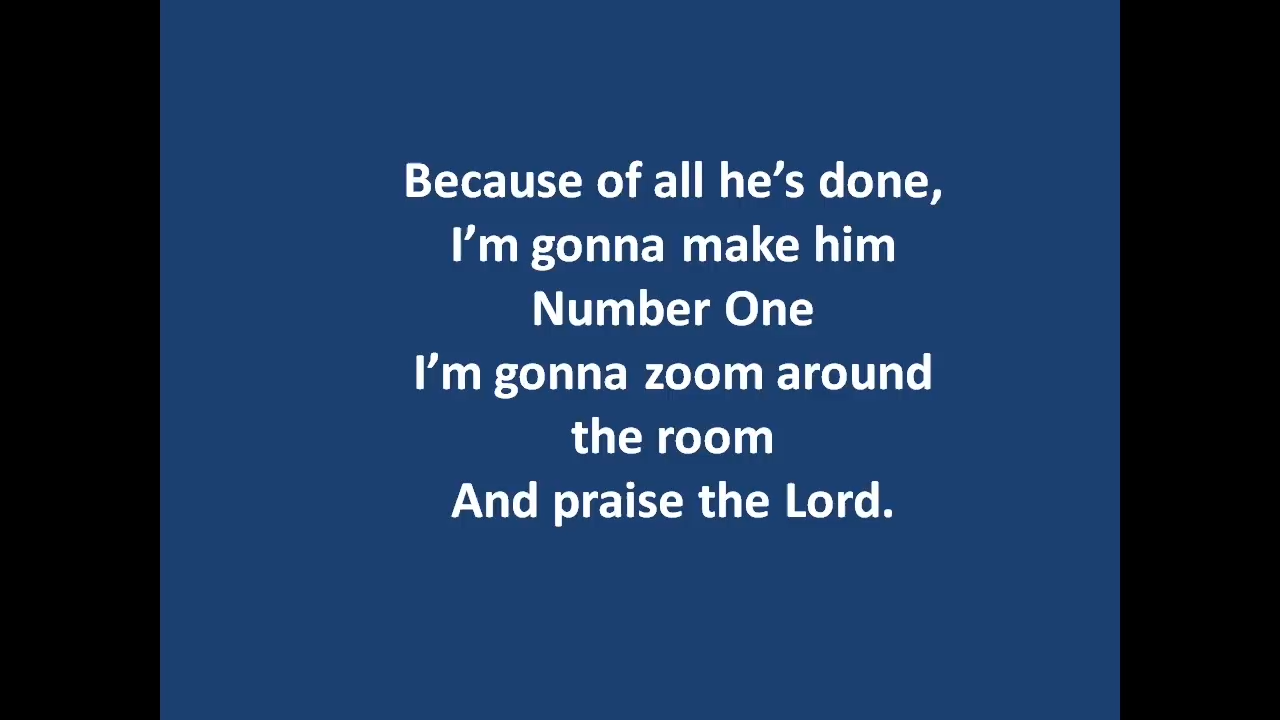 Because of all he’s done,
I’m gonna make him
Number One
I’m gonna zoom around
the room
And praise the Lord.